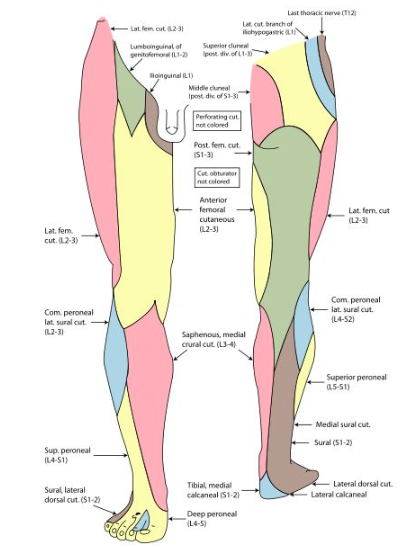 Last thoracic nerve (T12)
Lat. cut. branch of
iliohypogastric (L1)
Lat. fem. cut. (L2-3)
Superior cluneal
(post. div. of L1-3)
Lumboinguinal, of
genitofemoral (L1-2)
Ilioinguinal (L1)
Middle cluneal
(post. div. of S1-3)
Perforating cut.
not colored
Post. fem. cut.
(S1-3)
Cut. obturator
not colored
Anterior
femoral
cutaneous
(L2-3)
Lat. fem. cut
(L2-3)
Lat. fem.
cut. (L2-3)
Com. peroneal
lat. sural cut.
(L4-S2)
Com. peroneal
lat. sural cut.
(L2-3)
Saphenous, medial
crural cut. (L3-4)
Superior peroneal
(L5-S1)
Medial sural cut.
Sural (S1-2)
Sup. peroneal
(L4-S1)
Tibial, medial
calcaneal (S1-2)
Lateral dorsal cut.
Lateral calcaneal
Sural, lateral
dorsal cut. (S1-2)
Deep peroneal
(L4-5)